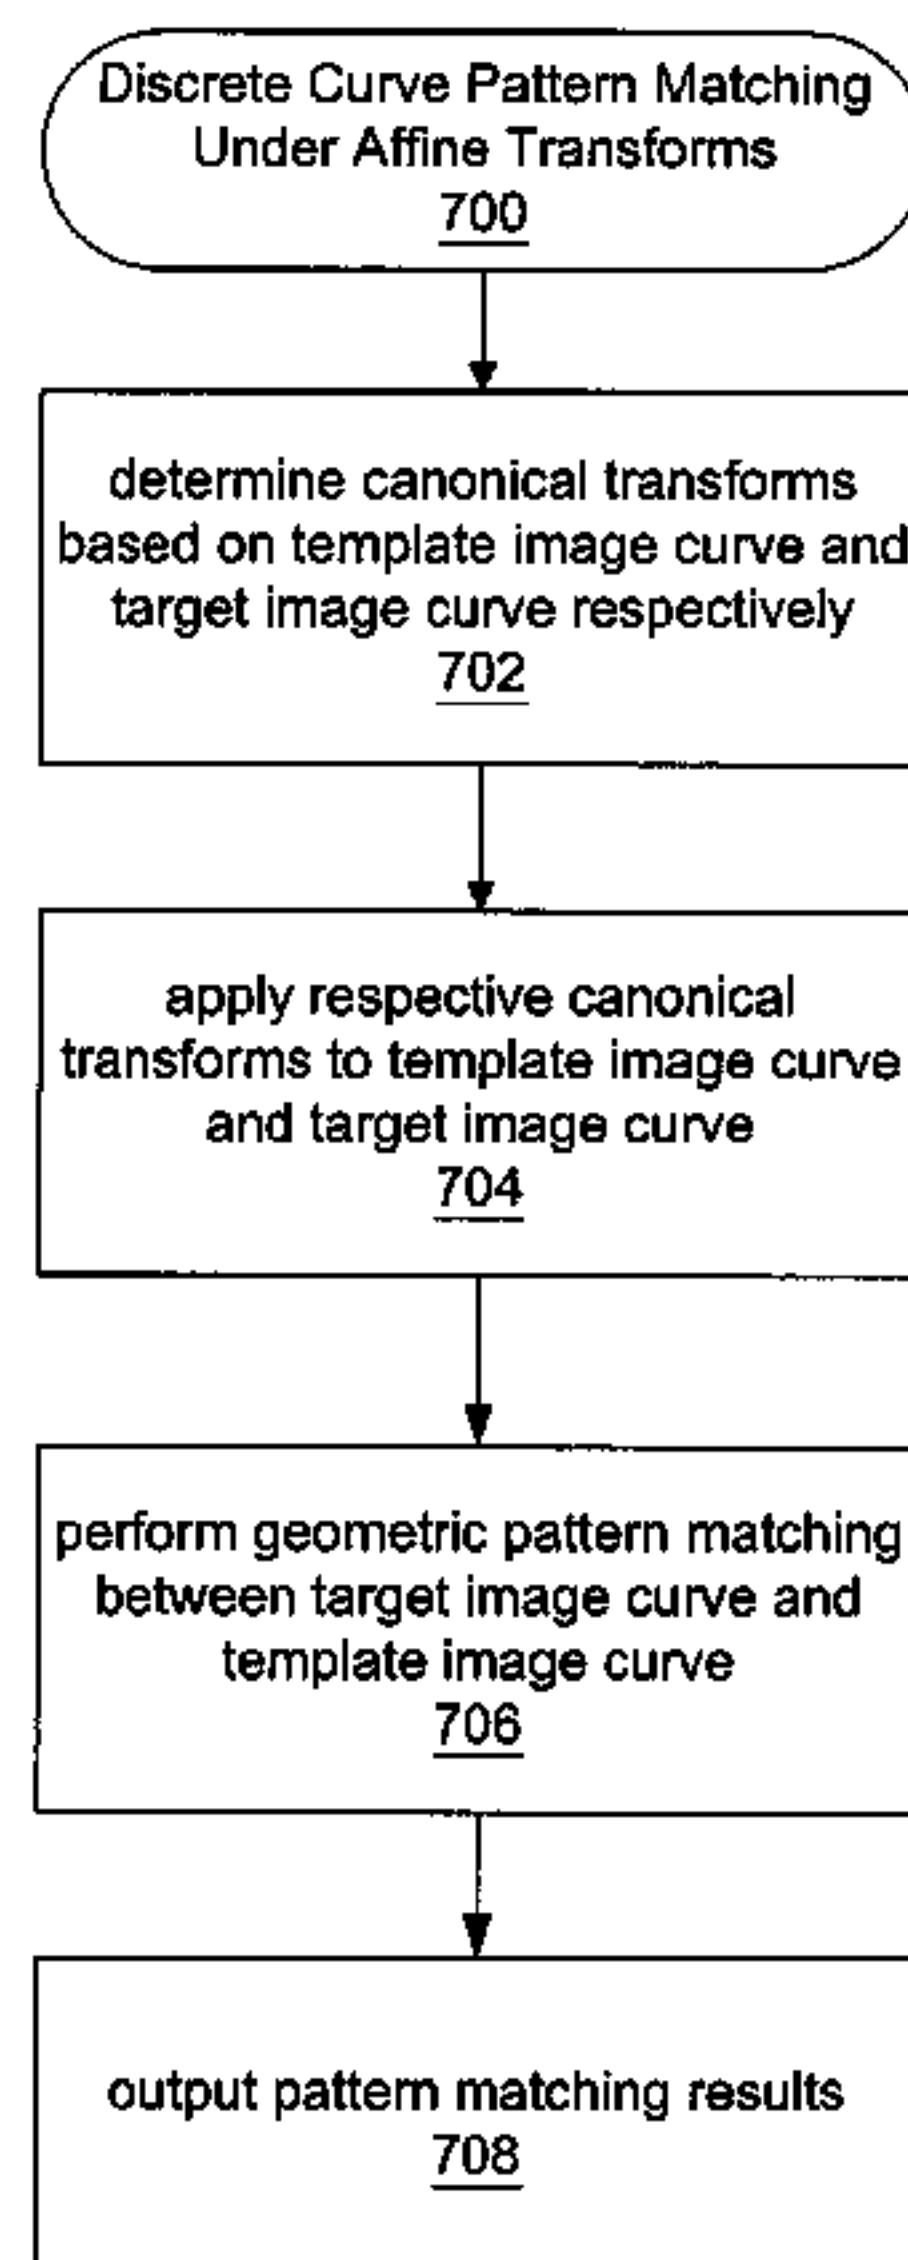 Discrete Curve Pattern Matching
Under Affine Transforms
700
determine canonical transforms
based on template image curve and
target image curve respectively
702
apply respective canonical
transforms to template image curve
and target image curve
704
perform geometric pattern matching
between target image curve and
template image curve
706
output pattern matching results
708